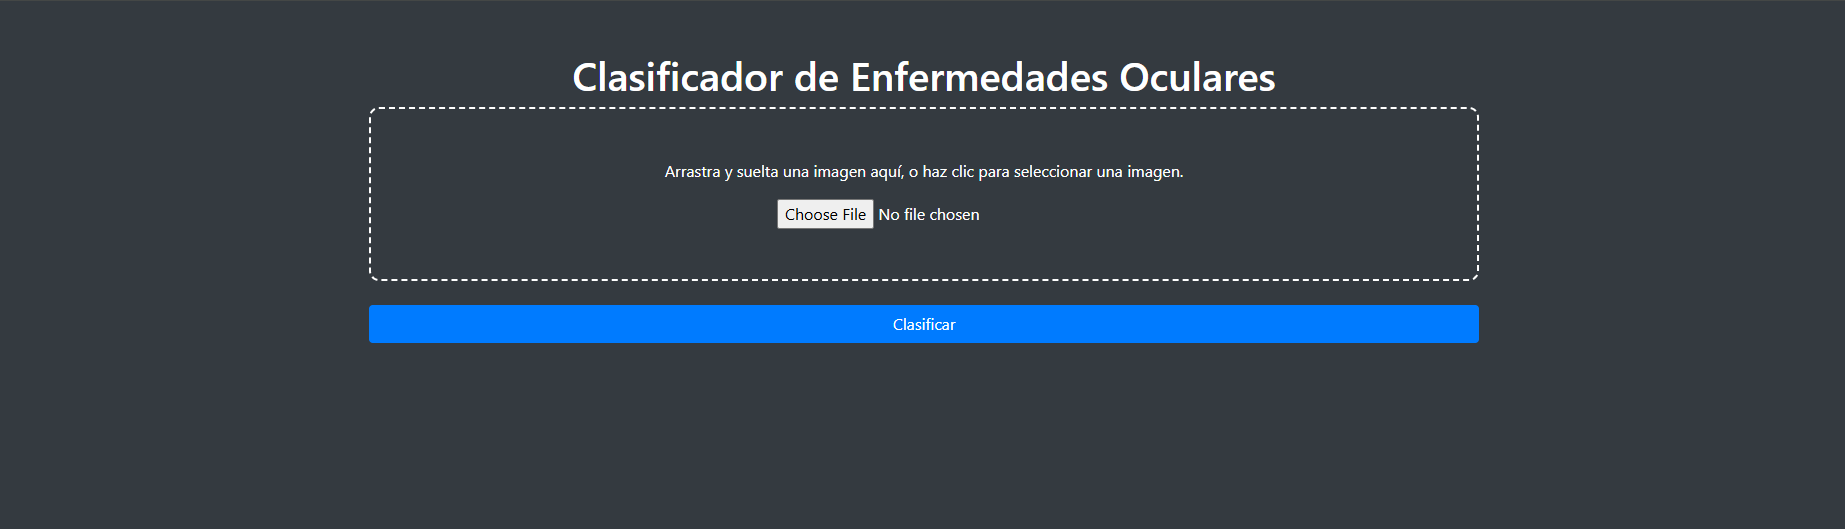 Clasificador de Enfermedades Oculares
Arrastra y suelta una imagen aquí, o haz clic para seleccionar una imagen.
Choose File No file chosen
Clasificar